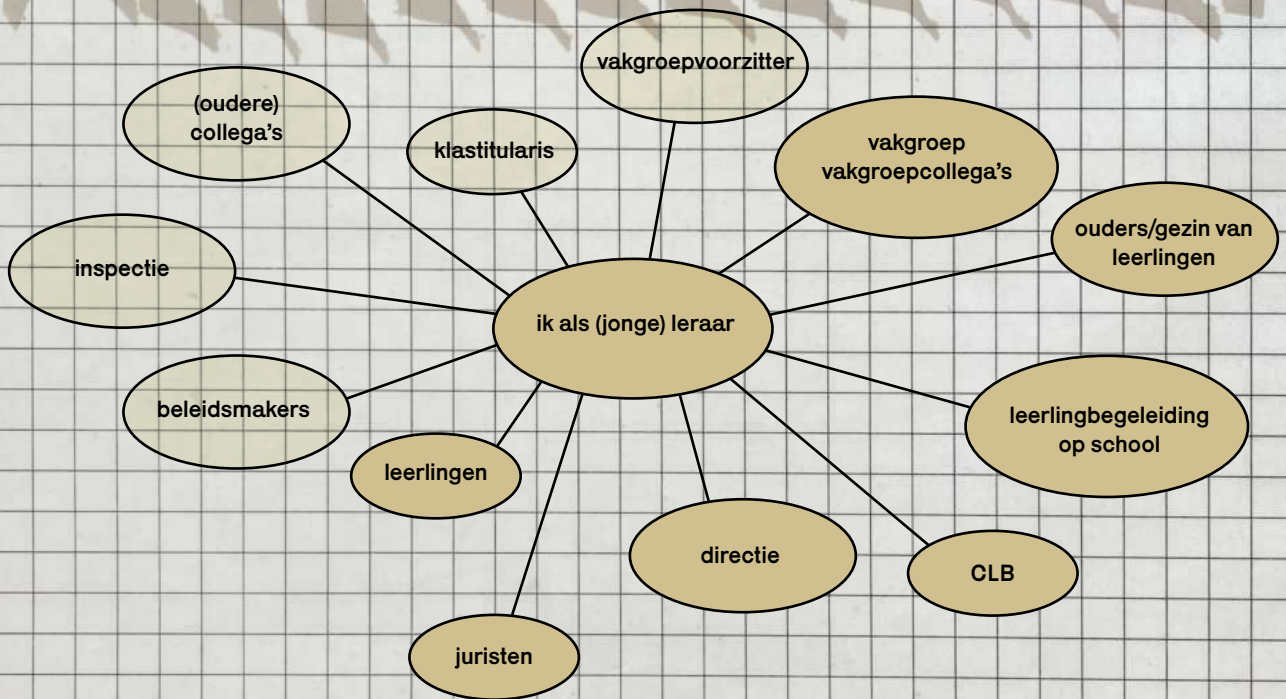 vakgroepvoorzitter
(oudere)
collega's
klastitularis
vakgroep
vakgroepcollega's
ouders/gezin van
leerlingen
inspectie
ik als (jonge) leraar
beleidsmakers
leerlingbegeleiding
op school
leerlingen
directie
CLB
juristen